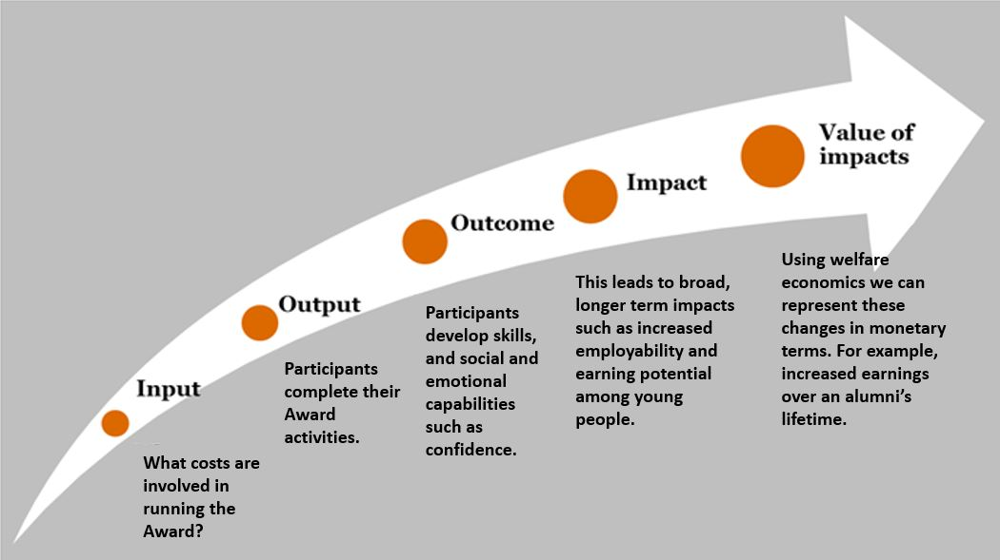 Value of
impacts
Impact
Outcome
Output
Input
Using welfare
economics we can
represent these
changes in monetary
terms. For example,
increased earnings
over an alumni’s
lifetime.
This leads to broad,
longer term impacts
such as increased
employability and
earning potential
among young
people.
Participants
develop skills,
and social and
emotional
capabilities
such as
confidence.
Participants
complete their
Award
activities.
What costs are
involved in
running the
Award?